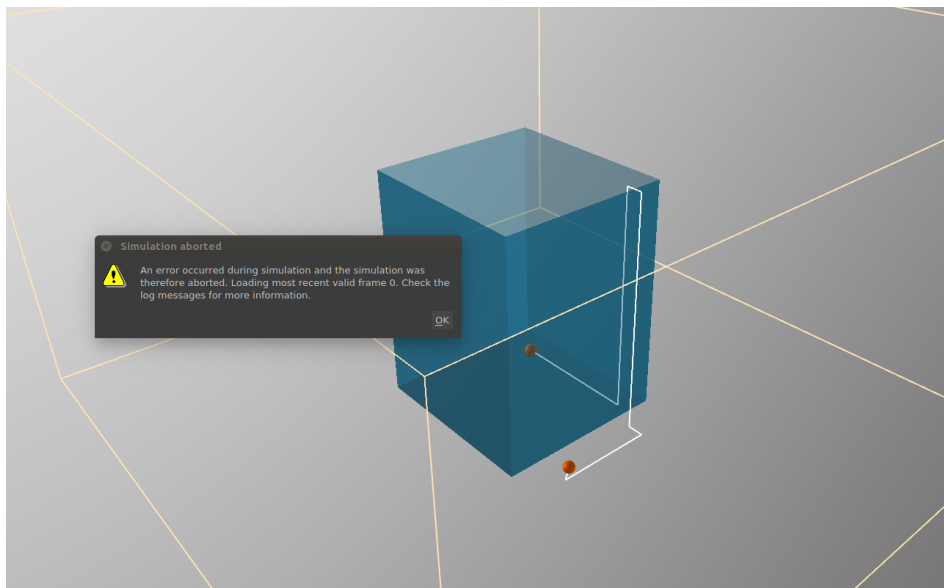 Simulation aborted
An error occurred during simulation and the simulation was
therefore aborted. Loading most recent valid frame 0. Check the
log messages for more information.
OK